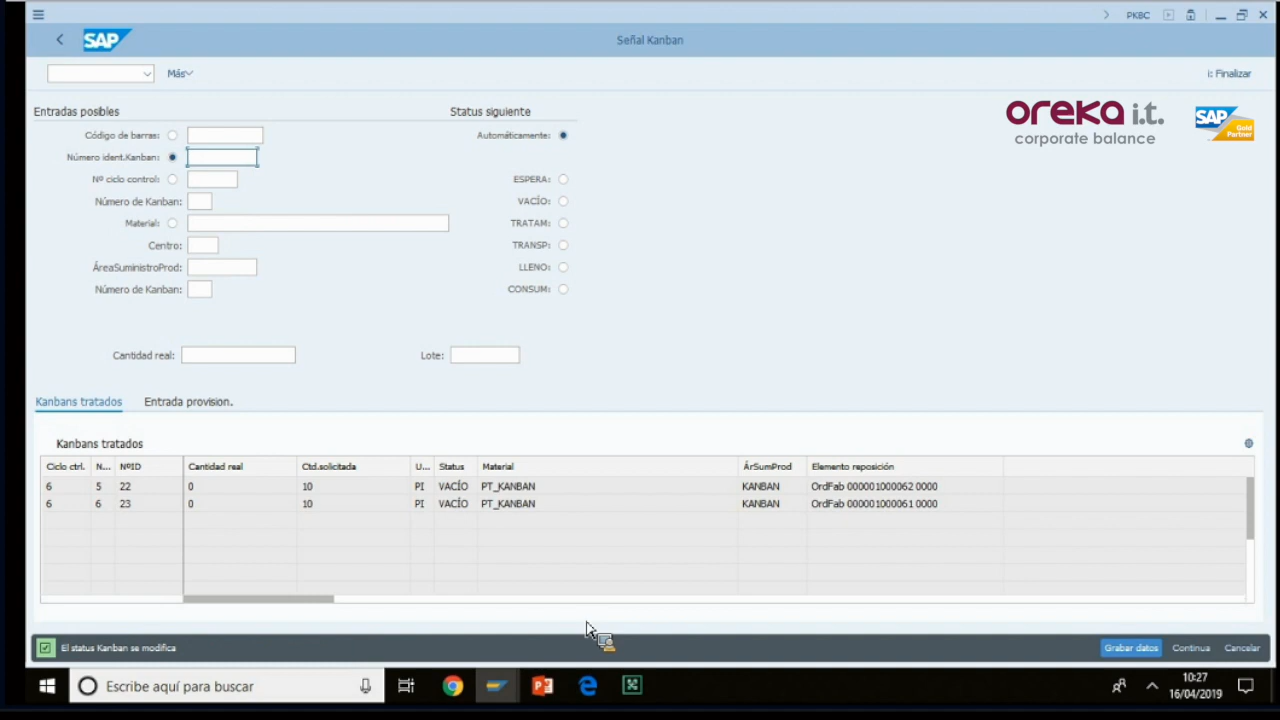 PKBC
SAP
Señal Kanban
Más
i: Finalizar
Entradas posibles
Status siguiente
oreka i.t.
corporate balance
SAP
Gold
Partner
Código de barras:
Automáticamente:
Número ident.Kanban:
Nº ciclo control:
ESPERA:
Número de Kanban:
VACÍO:
Material:
TRATAM:
Centro:
TRANSP:
ÁreaSuministroProd:
LLENO:
Número de Kanban:
CONSUM:
Cantidad real:
Lote:
Kanbans tratados
Entrada provision.
Kanbans tratados
Ciclo ctrl. N... NºID Cantidad real Ctd.solicitada U... Status Material ÁrSumProd Elemento reposición
6 5 22 0 10 PI VACÍO PT_KANBAN KANBAN OrdFab 000001000062 0000
6 6 23 0 10 PI VACÍO PT_KANBAN KANBAN OrdFab 000001000061 0000
El status Kanban se modifica
Grabar datos Continua Cancelar
Escribe aquí para buscar
10:27
16/04/2019